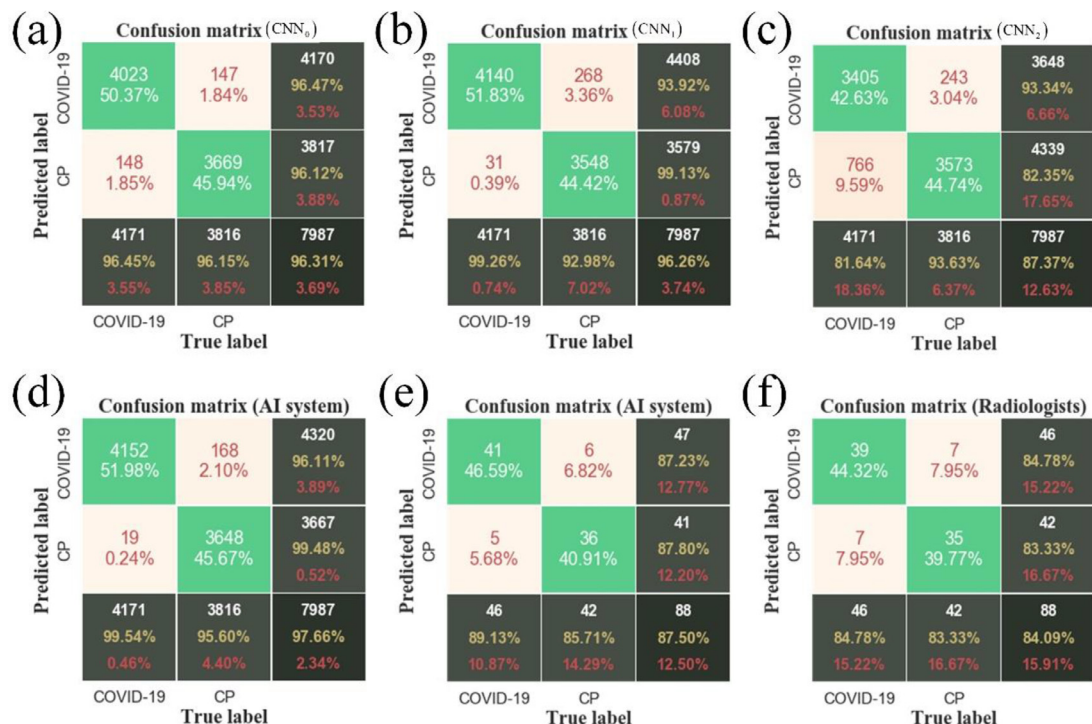 (a)
Confusion matrix (CNN₀)
Predicted label
COVID-19
4023
50.37%
147
1.84%
4170
96.47%
3.53%
CP
148
1.85%
3669
45.94%
3817
96.12%
3.88%
4171
96.45%
3.55%
3816
96.15%
3.85%
7987
96.31%
3.69%
COVID-19
CP
True label
(b)
Confusion matrix (CNN₁)
Predicted label
COVID-19
4140
51.83%
268
3.36%
4408
93.92%
6.08%
CP
31
0.39%
3548
44.42%
3579
99.13%
0.87%
4171
99.26%
0.74%
3816
92.98%
7.02%
7987
96.26%
3.74%
COVID-19
CP
True label
(c)
Confusion matrix (CNN₂)
Predicted label
COVID-19
3405
42.63%
243
3.04%
3648
93.34%
6.66%
CP
766
9.59%
3573
44.74%
4339
82.35%
17.65%
4171
81.64%
18.36%
3816
93.63%
6.37%
7987
87.37%
12.63%
COVID-19
CP
True label
(d)
Confusion matrix (AI system)
Predicted label
COVID-19
4152
51.98%
168
2.10%
4320
96.11%
3.89%
CP
19
0.24%
3648
45.67%
3667
99.48%
0.52%
4171
99.54%
0.46%
3816
95.60%
4.40%
7987
97.66%
2.34%
COVID-19
CP
True label
(e)
Confusion matrix (AI system)
Predicted label
COVID-19
41
46.59%
6
6.82%
47
87.23%
12.77%
CP
5
5.68%
36
40.91%
41
87.80%
12.20%
46
89.13%
10.87%
42
85.71%
14.29%
88
87.50%
12.50%
COVID-19
CP
True label
(f)
Confusion matrix (Radiologists)
Predicted label
COVID-19
39
44.32%
7
7.95%
46
84.78%
15.22%
CP
7
7.95%
35
39.77%
42
83.33%
16.67%
46
84.78%
15.22%
42
83.33%
16.67%
88
84.09%
15.91%
COVID-19
CP
True label